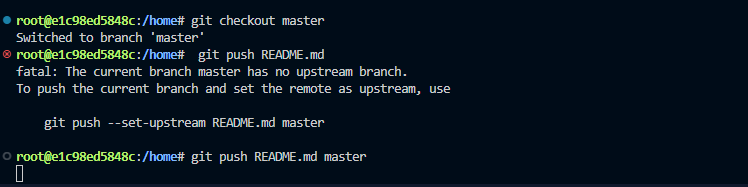 root@e1c98ed5848c:/home# git checkout master
Switched to branch 'master'
root@e1c98ed5848c:/home#  git push README.md
fatal: The current branch master has no upstream branch.
To push the current branch and set the remote as upstream, use
    git push --set-upstream README.md master
root@e1c98ed5848c:/home# git push README.md master